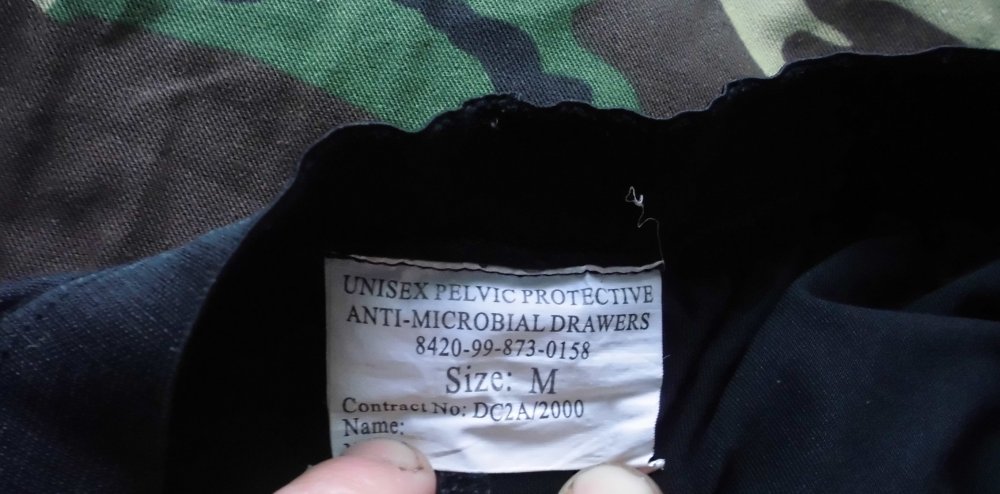 UNISEX PELVIC PROTECTIVE
ANTI-MICROBIAL DRAWERS
8420-99-873-0158
Size: M
Contract No: DC2A/2000
Name: